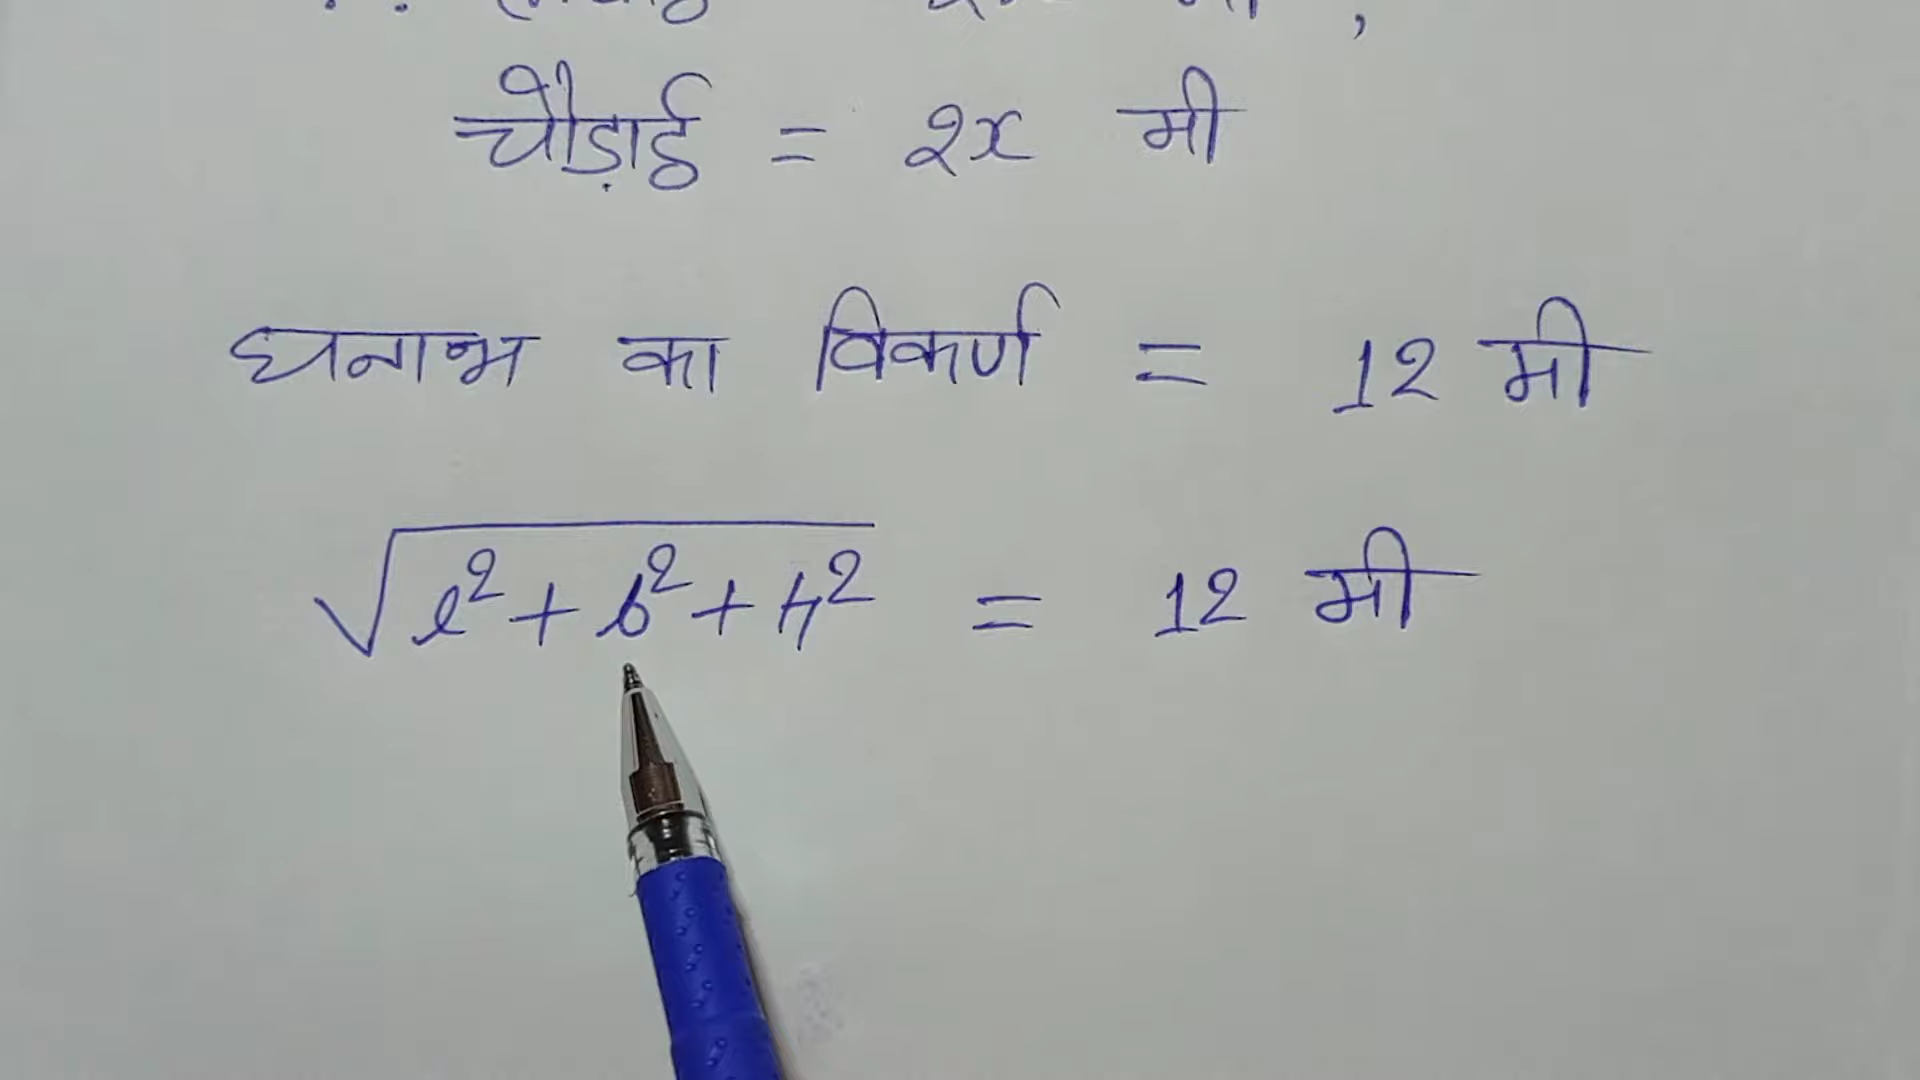 चौड़ाई = 2x मी
घनाभ का विकर्ण = 12 मी
√(l² + b² + h²) = 12 मी